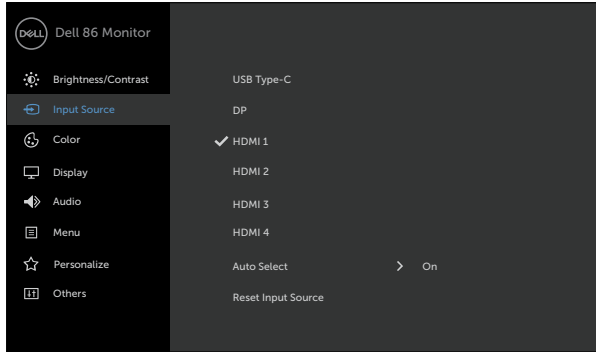 DELL Dell 86 Monitor
Brightness/Contrast
Input Source
Color
Display
Audio
Menu
Personalize
Others
USB Type-C
DP
HDMI 1
HDMI 2
HDMI 3
HDMI 4
Auto Select > On
Reset Input Source